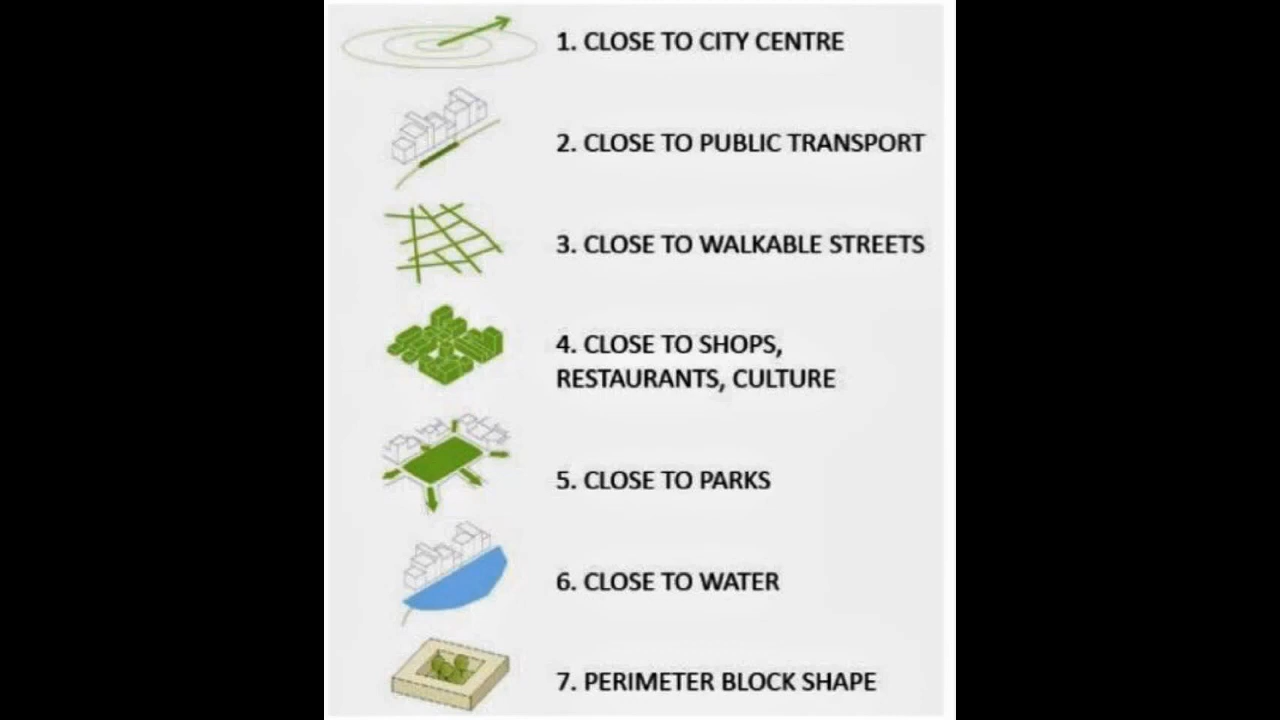 1. CLOSE TO CITY CENTRE
2. CLOSE TO PUBLIC TRANSPORT
3. CLOSE TO WALKABLE STREETS
4. CLOSE TO SHOPS,
RESTAURANTS, CULTURE
5. CLOSE TO PARKS
6. CLOSE TO WATER
7. PERIMETER BLOCK SHAPE